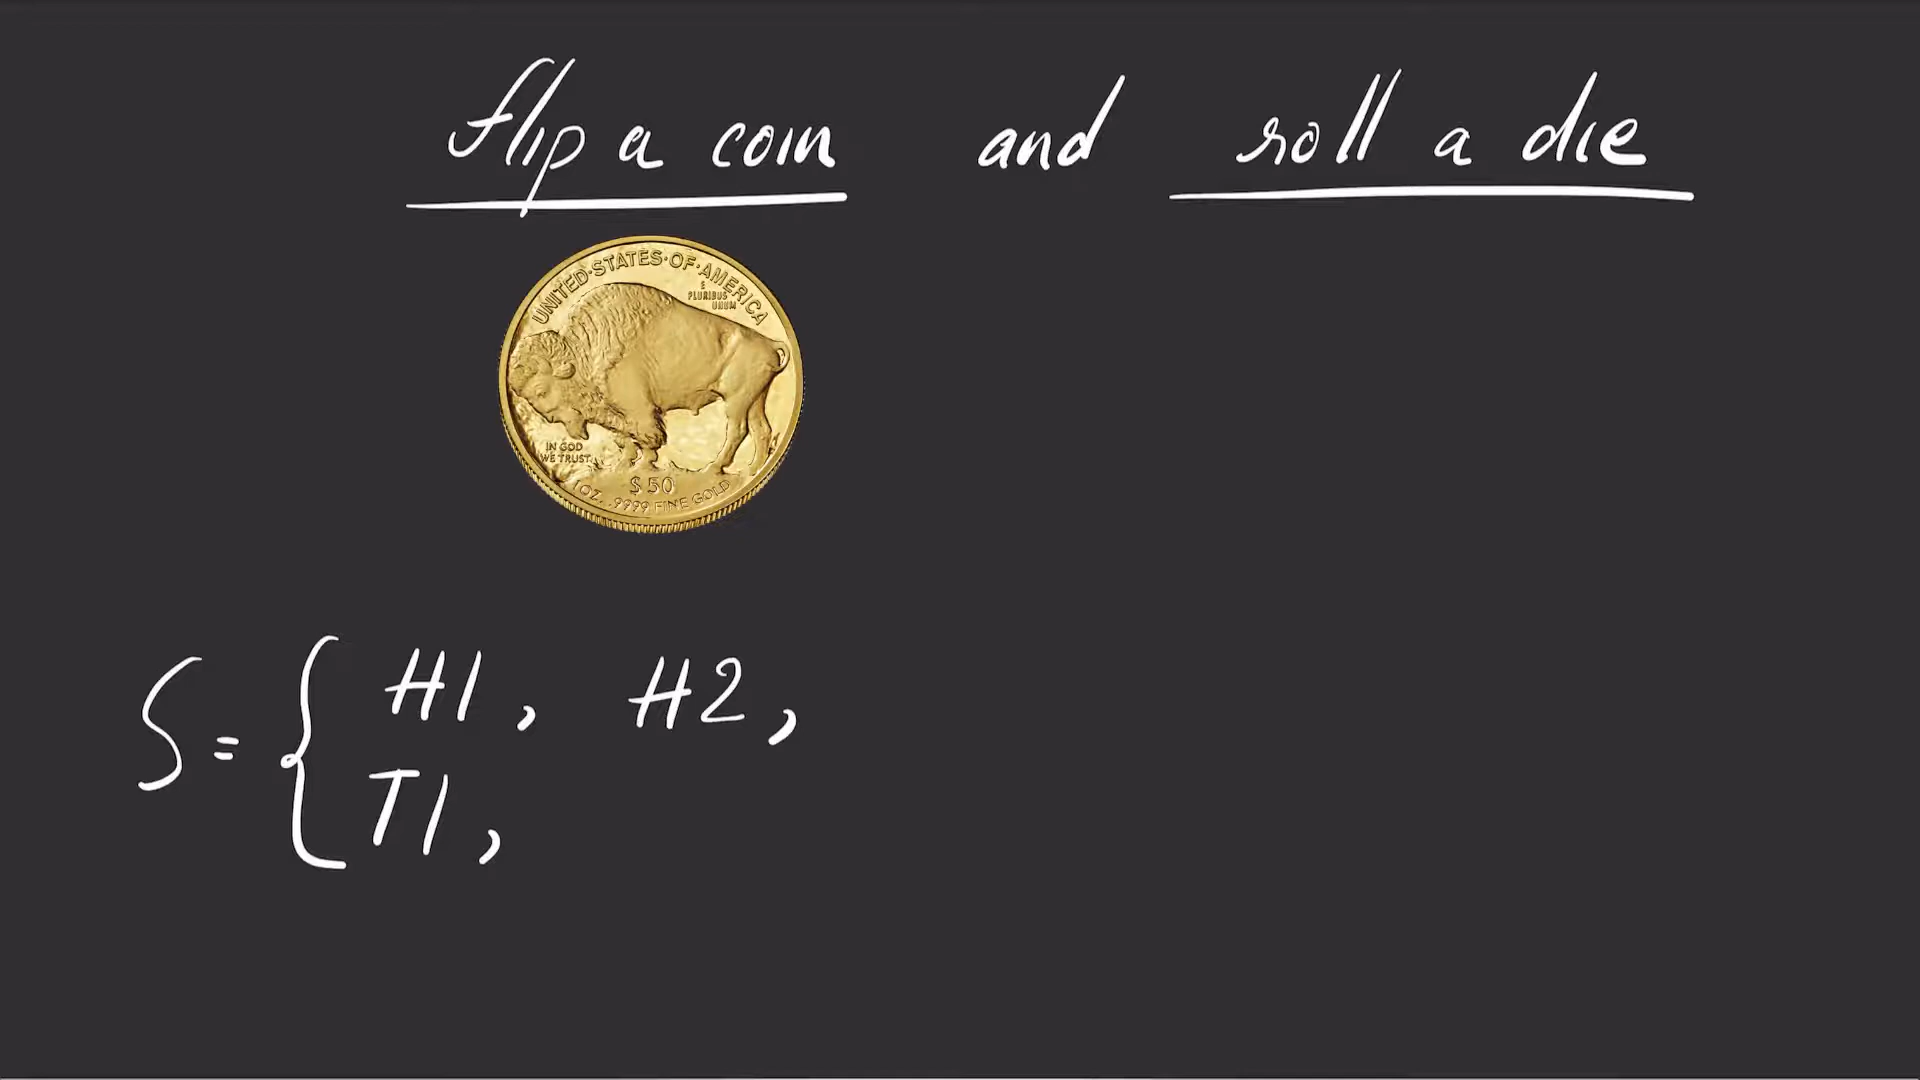 flip a coin and roll a die
UNITED·STATES·OF·AMERICA
E
PLURIBUS
UNUM
IN GOD
WE TRUST
$50
1 OZ. .9999 FINE GOLD
S = { H1, H2,
T1,